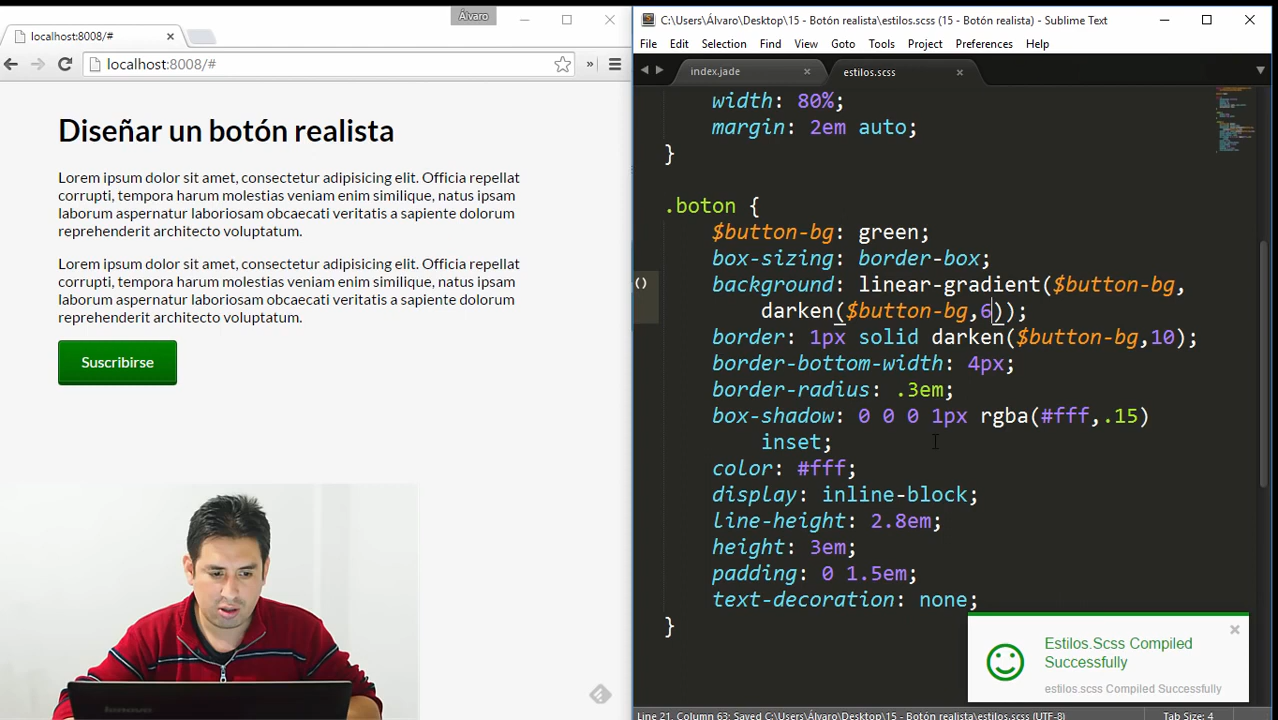 Álvaro
localhost:8008/#
localhost:8008/#
Diseñar un botón realista
Lorem ipsum dolor sit amet, consectetur adipisicing elit. Officia repellat
corrupti, tempora harum molestias veniam enim similique, natus ipsam
laborum aspernatur laboriosam obcaecati veritatis a sapiente dolorum
reprehenderit architecto voluptatum.
Lorem ipsum dolor sit amet, consectetur adipisicing elit. Officia repellat
corrupti, tempora harum molestias veniam enim similique, natus ipsam
laborum aspernatur laboriosam obcaecati veritatis a sapiente dolorum
reprehenderit architecto voluptatum.
Suscribirse
C:\Users\Álvaro\Desktop\15 - Botón realista\estilos.scss (15 - Botón realista) - Sublime Text
File Edit Selection Find View Goto Tools Project Preferences Help
index.jade estilos.scss
width: 80%;
margin: 2em auto;
}
.boton {
$button-bg: green;
box-sizing: border-box;
background: linear-gradient($button-bg,
darken($button-bg,6));
border: 1px solid darken($button-bg,10);
border-bottom-width: 4px;
border-radius: .3em;
box-shadow: 0 0 0 1px rgba(#fff,.15)
inset;
color: #fff;
display: inline-block;
line-height: 2.8em;
height: 3em;
padding: 0 1.5em;
text-decoration: none;
}
Estilos.Scss Compiled
Successfully
estilos.scss Compiled Successfully
Line 21, Column 63; Saved C:\Users\Álvaro\Desktop\15 - Botón realista\estilos.scss (UTF-8) Tab Size: 4